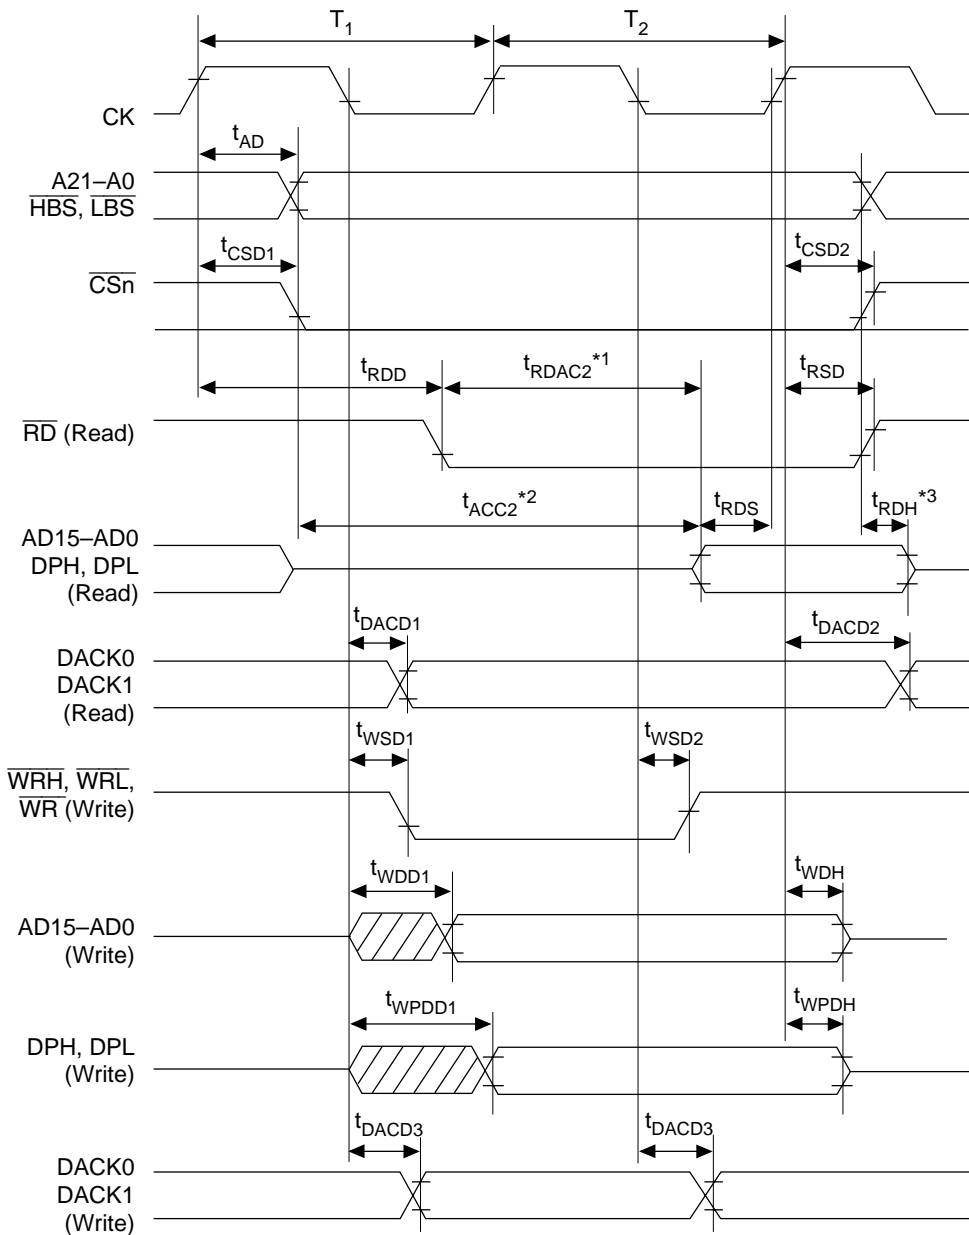 T1 T2
CK
tAD
A21–A0
HBS, LBS
tCSD1 tCSD2
CSn
tRDD tRDAC2*1 tRSD
RD (Read)
tACC2*2 tRDS tRDH*3
AD15–AD0
DPH, DPL
(Read)
tDACD1 tDACD2
DACK0
DACK1
(Read)
tWSD1 tWSD2
WRH, WRL,
WR (Write)
tWDD1 tWDH
AD15–AD0
(Write)
tWPDD1 tWPDH
DPH, DPL
(Write)
tDACD3 tDACD3
DACK0
DACK1
(Write)